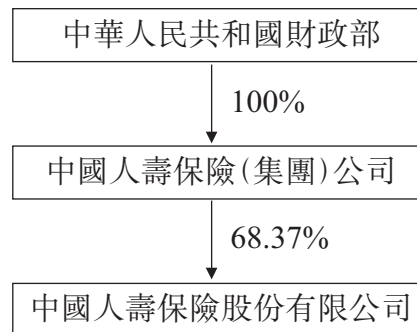 中華人民共和國財政部
100%
中國人壽保險(集團)公司
68.37%
中國人壽保險股份有限公司